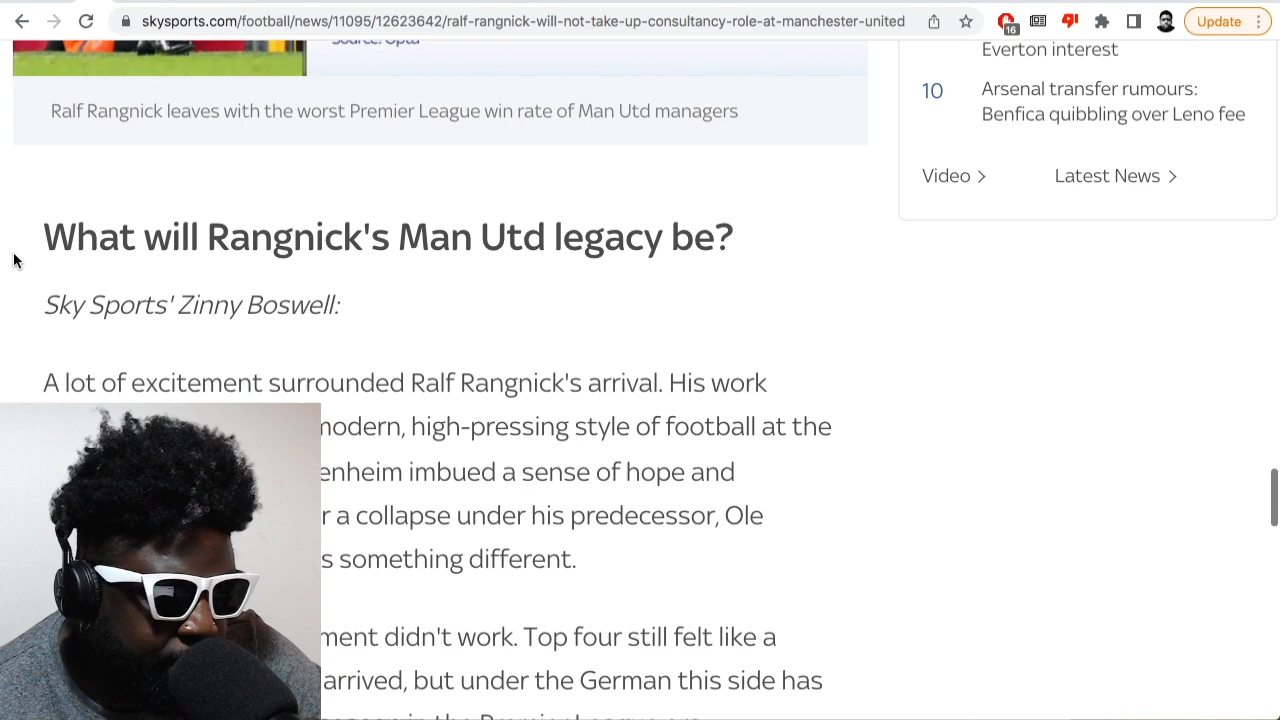 skysports.com/football/news/11095/12623642/ralf-rangnick-will-not-take-up-consultancy-role-at-manchester-united
16
Update
Source: Opta
Ralf Rangnick leaves with the worst Premier League win rate of Man Utd managers
Everton interest
10 Arsenal transfer rumours:
Benfica quibbling over Leno fee
Video
Latest News
What will Rangnick's Man Utd legacy be?
Sky Sports' Zinny Boswell:
A lot of excitement surrounded Ralf Rangnick's arrival. His work
modern, high-pressing style of football at the
enheim imbued a sense of hope and
r a collapse under his predecessor, Ole
s something different.
ment didn't work. Top four still felt like a
arrived, but under the German this side has